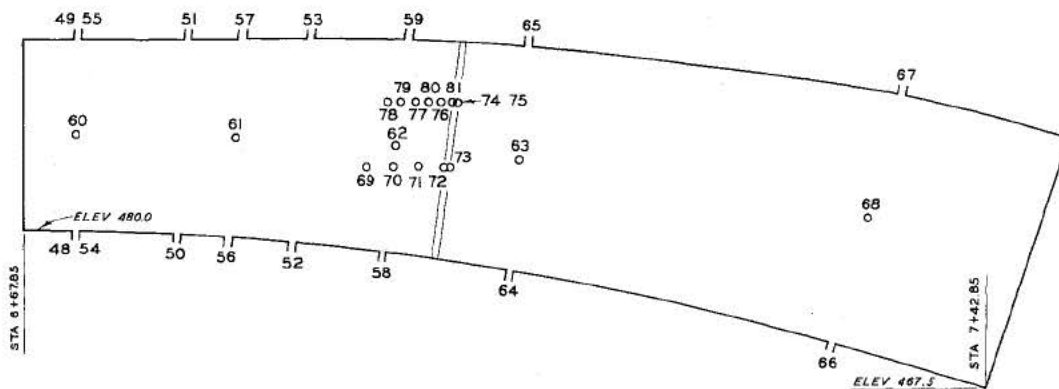 49 55 51 57 53 59 65
67
79 80 81
74 75
78 77 76
60 61 62 63
73
69 70 71 72
68
ELEV 480.0
48 54 50 56 52 58 64
66
STA 6+67.85
STA 7+42.85
ELEV 467.5